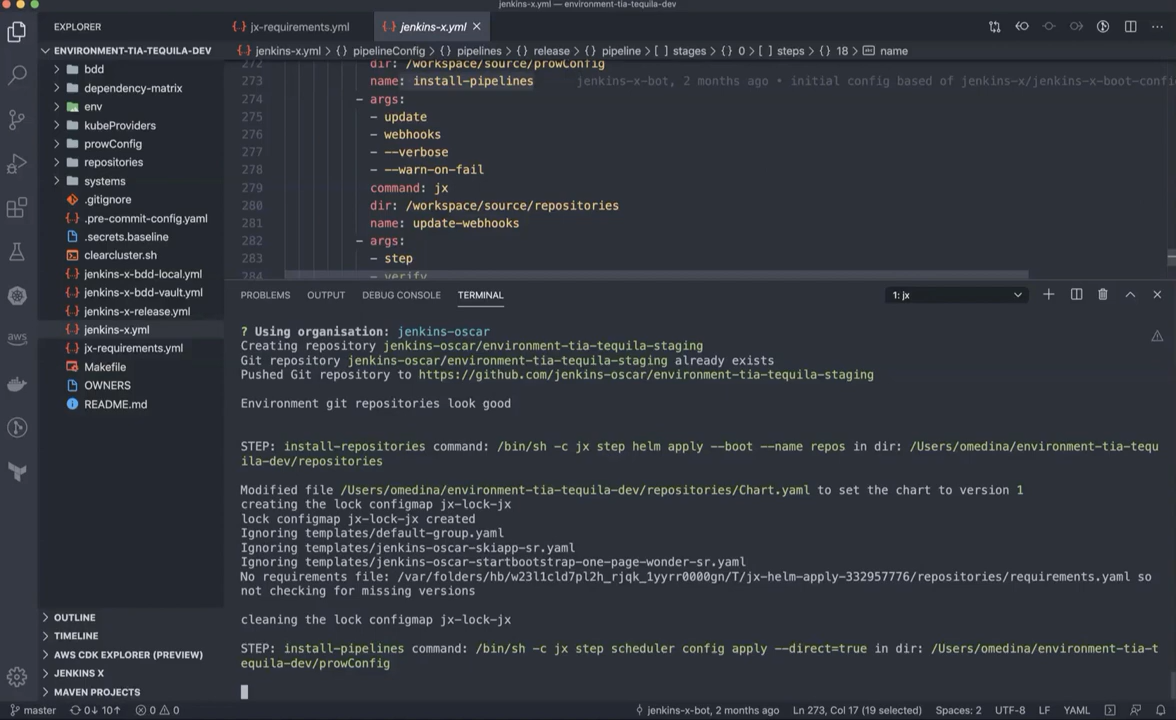 jenkins-x.yml — environment-tia-tequila-dev
EXPLORER
jx-requirements.yml
jenkins-x.yml
ENVIRONMENT-TIA-TEQUILA-DEV
jenkins-x.yml > {} pipelineConfig > {} pipelines > {} release > {} pipeline > [ ] stages > {} 0 > [ ] steps > {} 18 > name
bdd
dependency-matrix
env
kubeProviders
prowConfig
repositories
systems
.gitignore
.pre-commit-config.yaml
.secrets.baseline
clearcluster.sh
jenkins-x-bdd-local.yml
jenkins-x-bdd-vault.yml
jenkins-x-release.yml
jenkins-x.yml
jx-requirements.yml
Makefile
OWNERS
README.md
OUTLINE
TIMELINE
AWS CDK EXPLORER (PREVIEW)
JENKINS X
MAVEN PROJECTS
272 dir: /workspace/source/prowConfig
273 name: install-pipelines jenkins-x-bot, 2 months ago • initial config based of jenkins-x/jenkins-x-boot-confi
274 - args:
275 - update
276 - webhooks
277 - --verbose
278 - --warn-on-fail
279 command: jx
280 dir: /workspace/source/repositories
281 name: update-webhooks
282 - args:
283 - step
284 - verify
PROBLEMS OUTPUT DEBUG CONSOLE TERMINAL 1: jx
? Using organisation: jenkins-oscar
Creating repository jenkins-oscar/environment-tia-tequila-staging
Git repository jenkins-oscar/environment-tia-tequila-staging already exists
Pushed Git repository to https://github.com/jenkins-oscar/environment-tia-tequila-staging
Environment git repositories look good
STEP: install-repositories command: /bin/sh -c jx step helm apply --boot --name repos in dir: /Users/omedina/environment-tia-tequ
ila-dev/repositories
Modified file /Users/omedina/environment-tia-tequila-dev/repositories/Chart.yaml to set the chart to version 1
creating the lock configmap jx-lock-jx
lock configmap jx-lock-jx created
Ignoring templates/default-group.yaml
Ignoring templates/jenkins-oscar-skiapp-sr.yaml
Ignoring templates/jenkins-oscar-startbootstrap-one-page-wonder-sr.yaml
No requirements file: /var/folders/hb/w23l1cld7pl2h_rjqk_1yyrr0000gn/T/jx-helm-apply-332957776/repositories/requirements.yaml so
not checking for missing versions
cleaning the lock configmap jx-lock-jx
STEP: install-pipelines command: /bin/sh -c jx step scheduler config apply --direct=true in dir: /Users/omedina/environment-tia-t
equila-dev/prowConfig
aws
master 0↓ 10↑ 0 0 jenkins-x-bot, 2 months ago Ln 273, Col 17 (19 selected) Spaces: 2 UTF-8 LF YAML